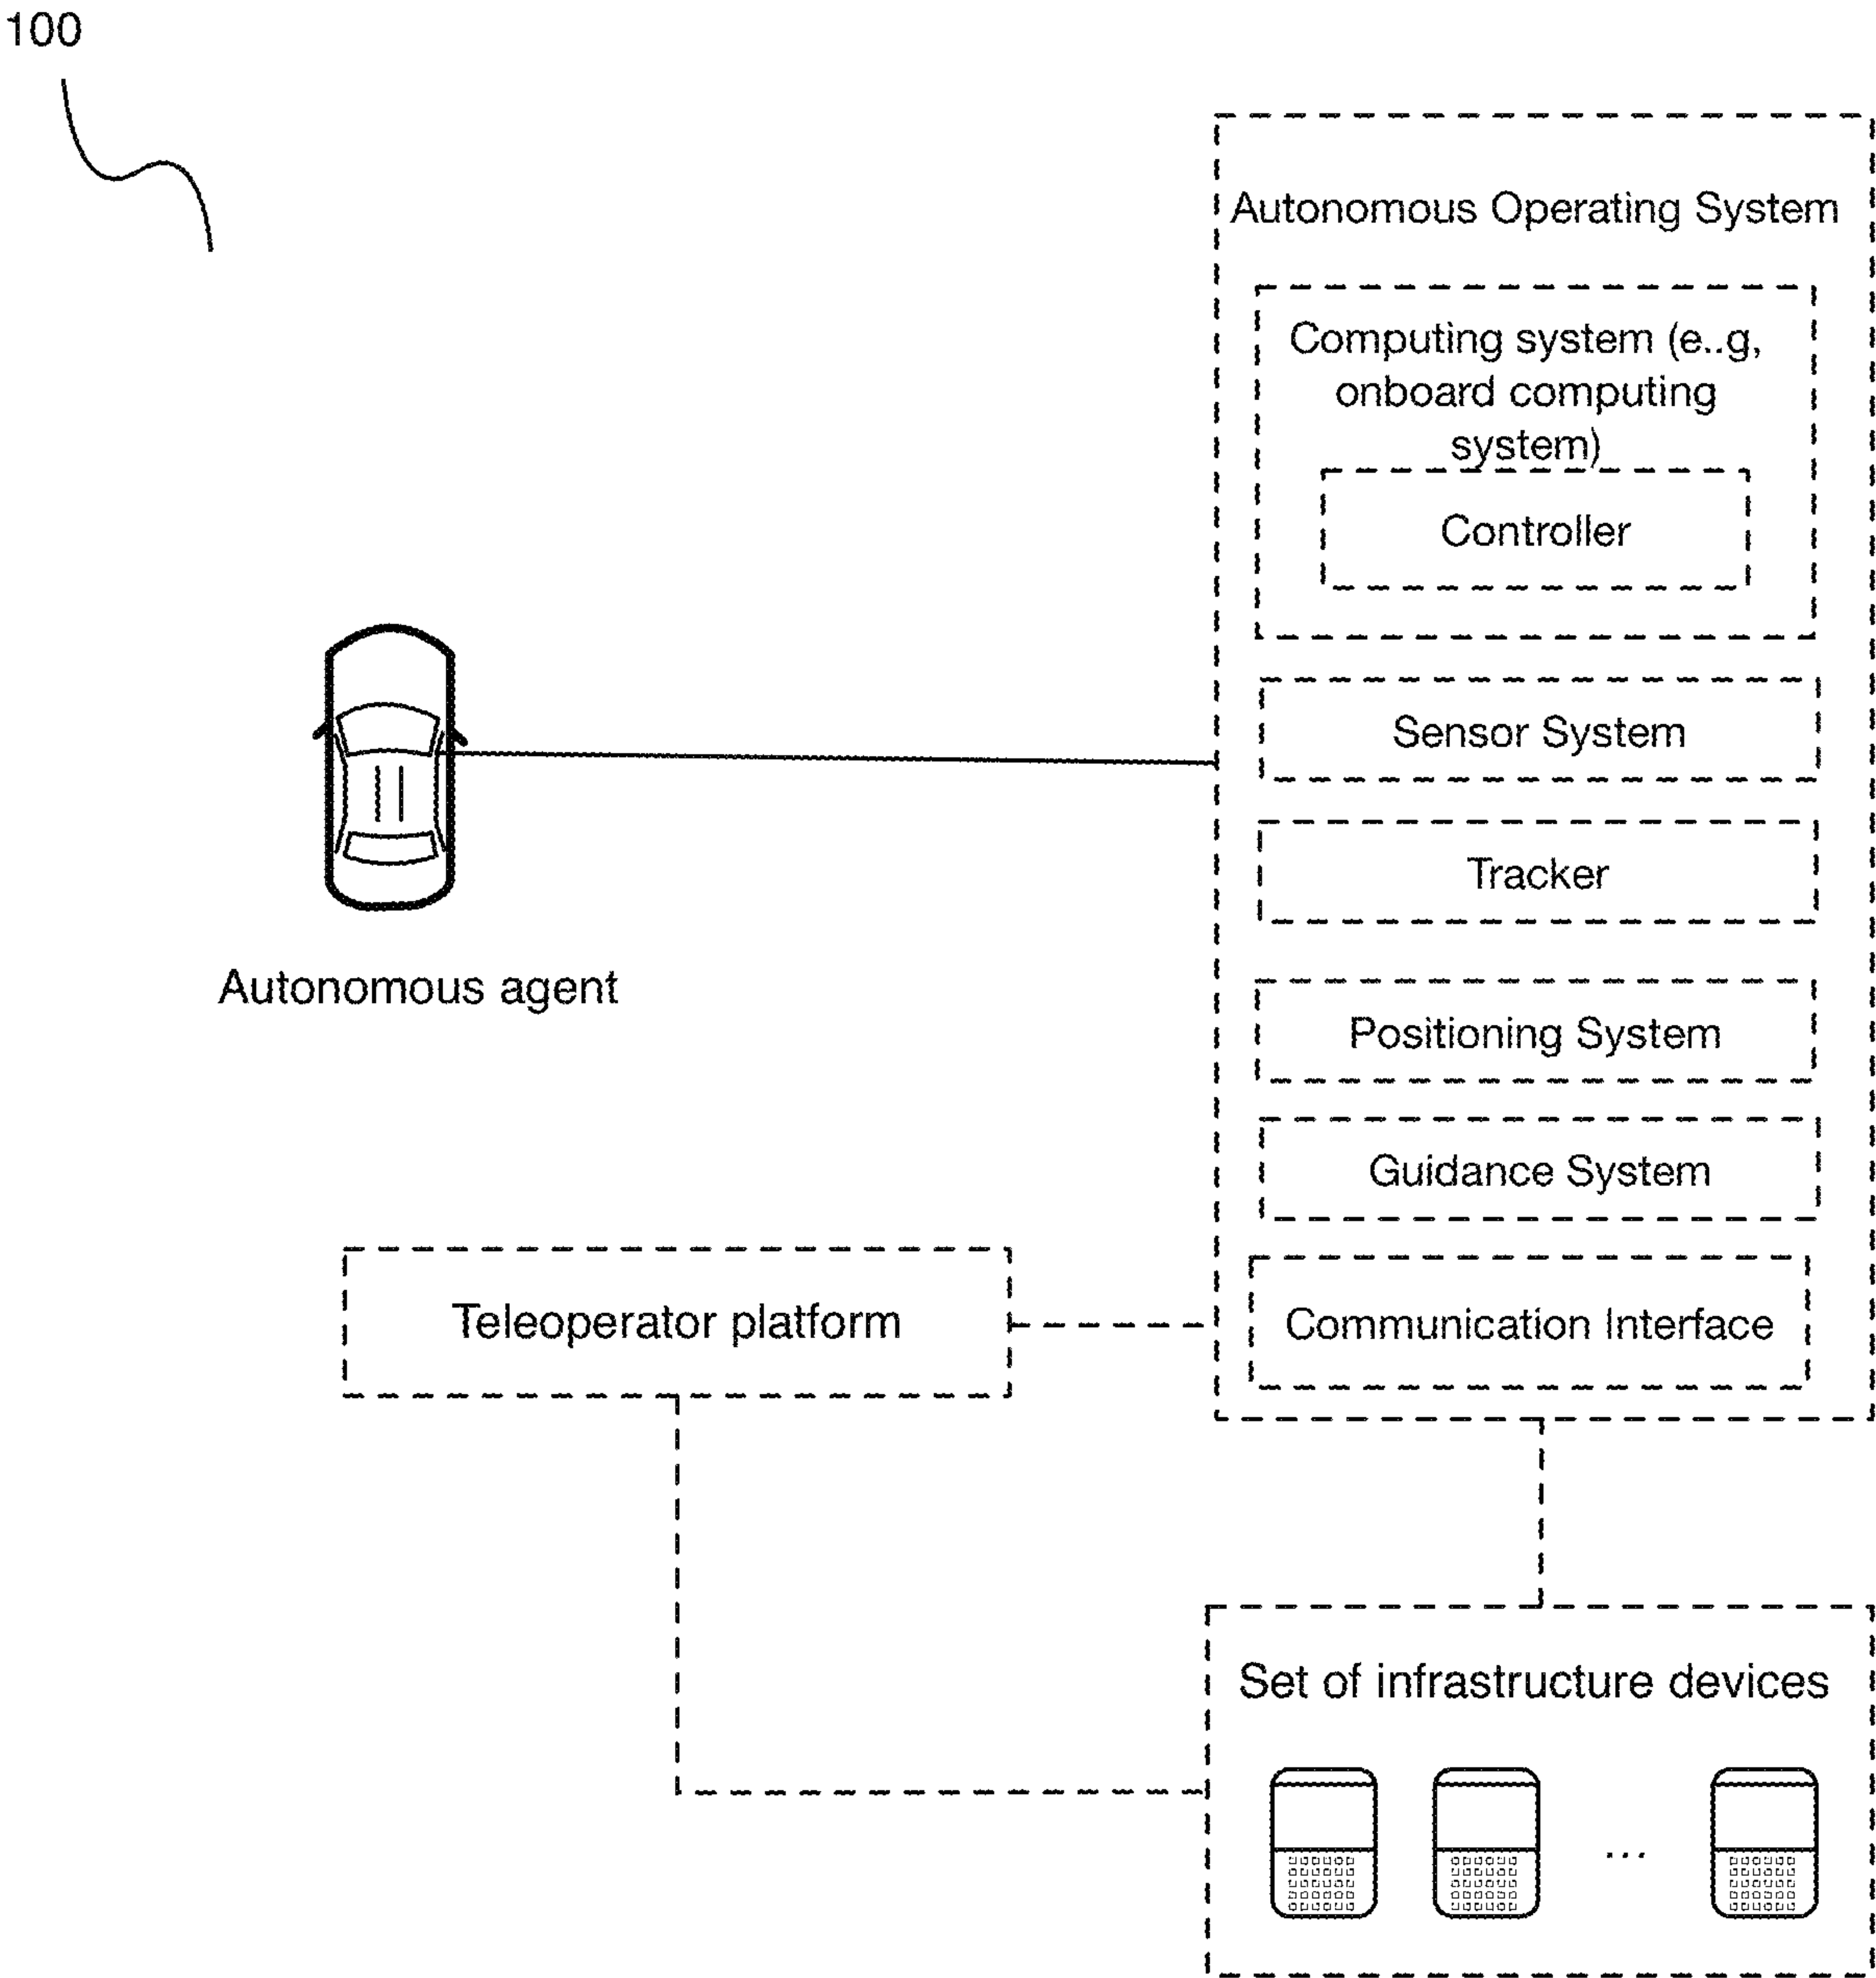 100
Autonomous Operating System
Computing system (e..g,
onboard computing
system)
Controller
Sensor System
Tracker
Autonomous agent
Positioning System
Guidance System
Teleoperator platform
Communication Interface
Set of infrastructure devices
...